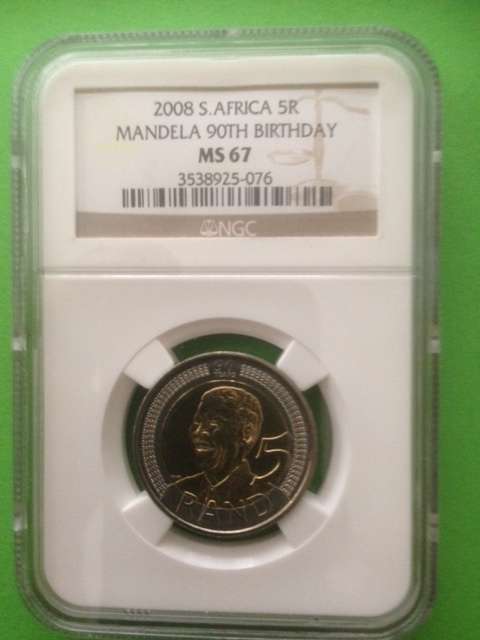 2008 S.AFRICA 5R
MANDELA 90TH BIRTHDAY
MS 67
3538925-076
NGC
5
RAND